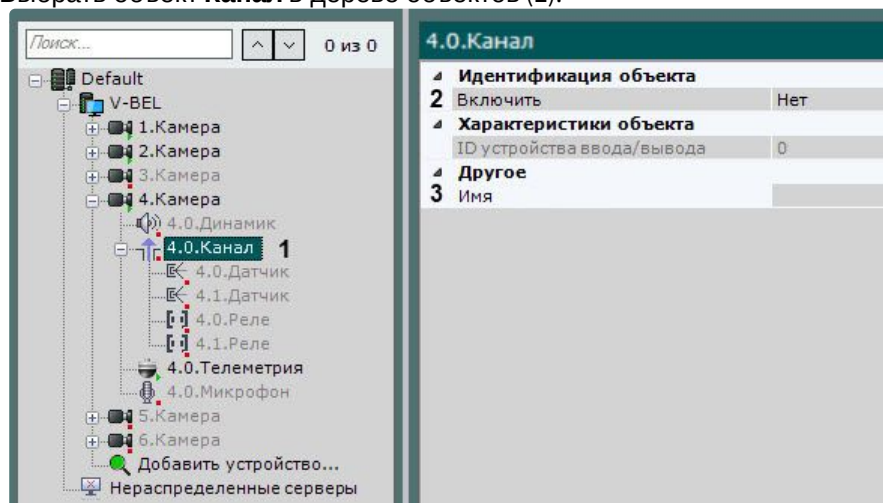 Выбрать объект Канал в дереве объектов (1).
Поиск...
0 из 0
Default
V-BEL
1.Камера
2.Камера
3.Камера
4.Камера
4.0.Динамик
4.0.Канал 1
4.0.Датчик
4.1.Датчик
4.0.Реле
4.1.Реле
4.0.Телеметрия
4.0.Микрофон
5.Камера
6.Камера
Добавить устройство...
Нераспределенные серверы
4.0.Канал
Идентификация объекта
2 Включить Нет
Характеристики объекта
ID устройства ввода/вывода 0
Другое
3 Имя